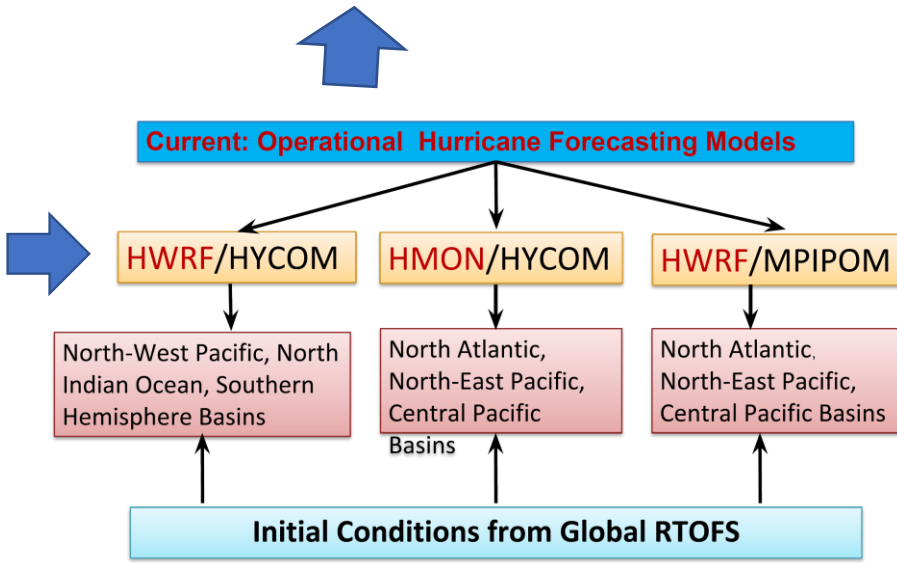 Current: Operational Hurricane Forecasting Models
HWRF/HYCOM
HMON/HYCOM
HWRF/MPIPOM
North-West Pacific, North
Indian Ocean, Southern
Hemisphere Basins
North Atlantic,
North-East Pacific,
Central Pacific
Basins
North Atlantic,
North-East Pacific,
Central Pacific Basins
Initial Conditions from Global RTOFS